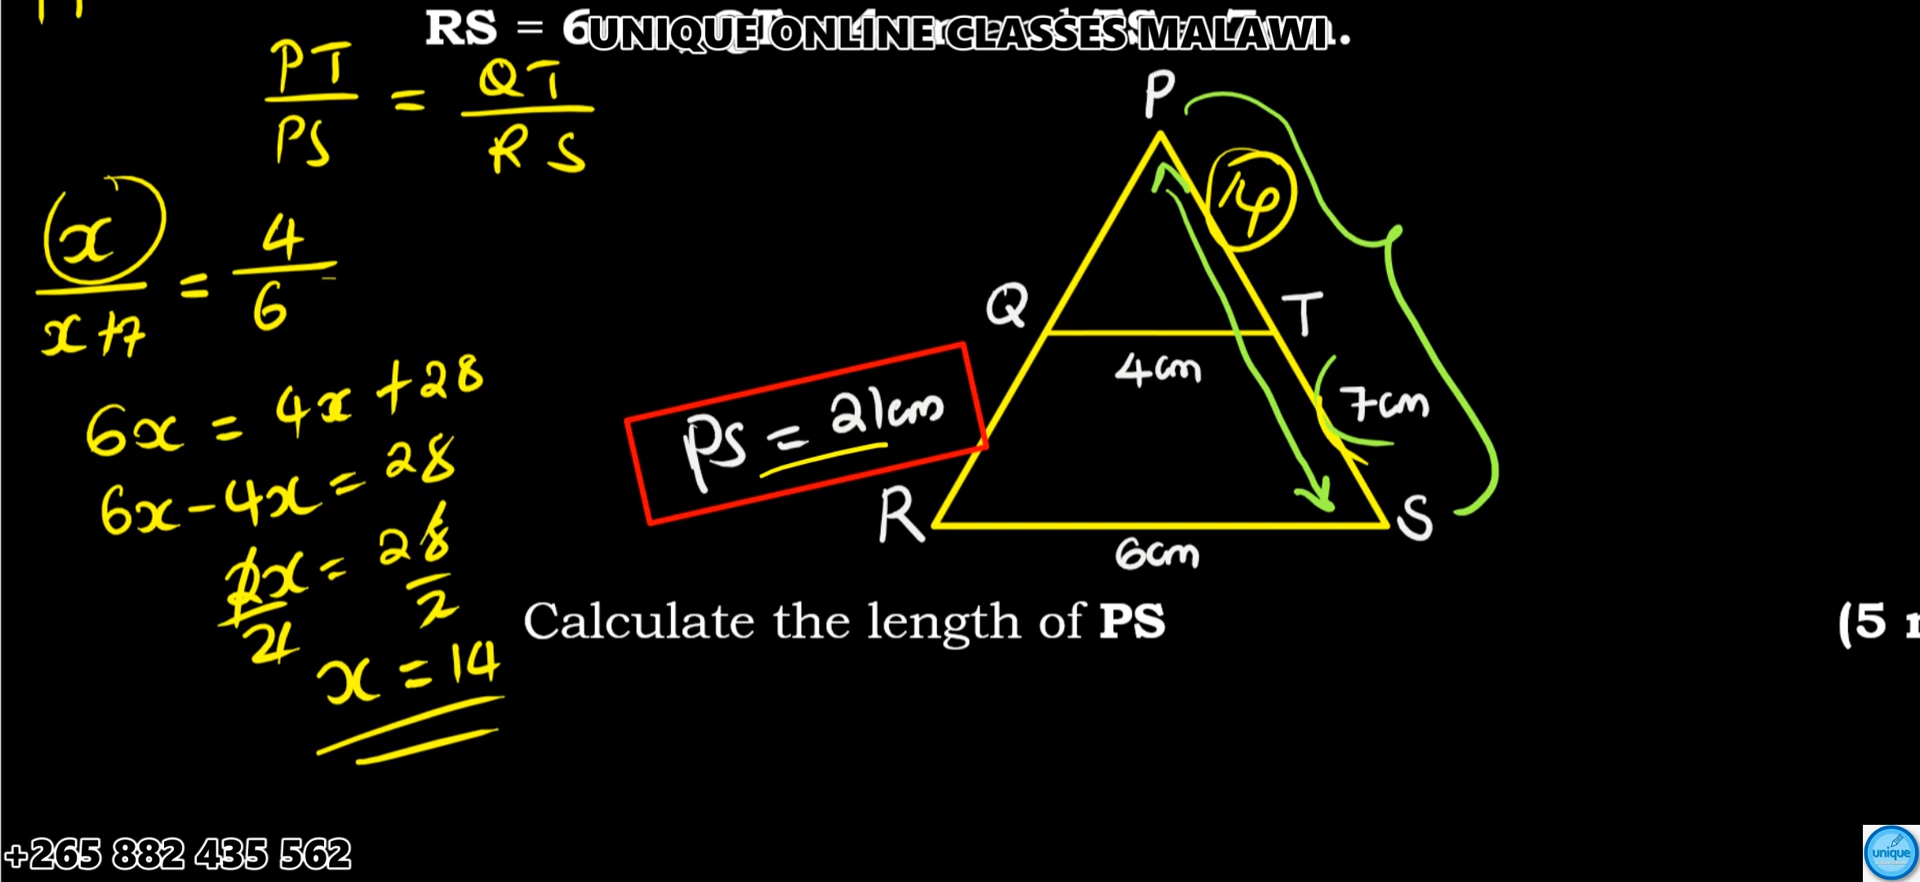 RS = 6
UNIQUE ONLINE CLASSES MALAWI.
PT/PS = QT/RS
x/x+7 = 4/6
6x = 4x + 28
6x - 4x = 28
2x/2 = 28/2
x = 14
P
14
Q
T
4cm
7cm
PS = 21cm
R
S
6cm
Calculate the length of PS
(5
+265 882 435 562
unique